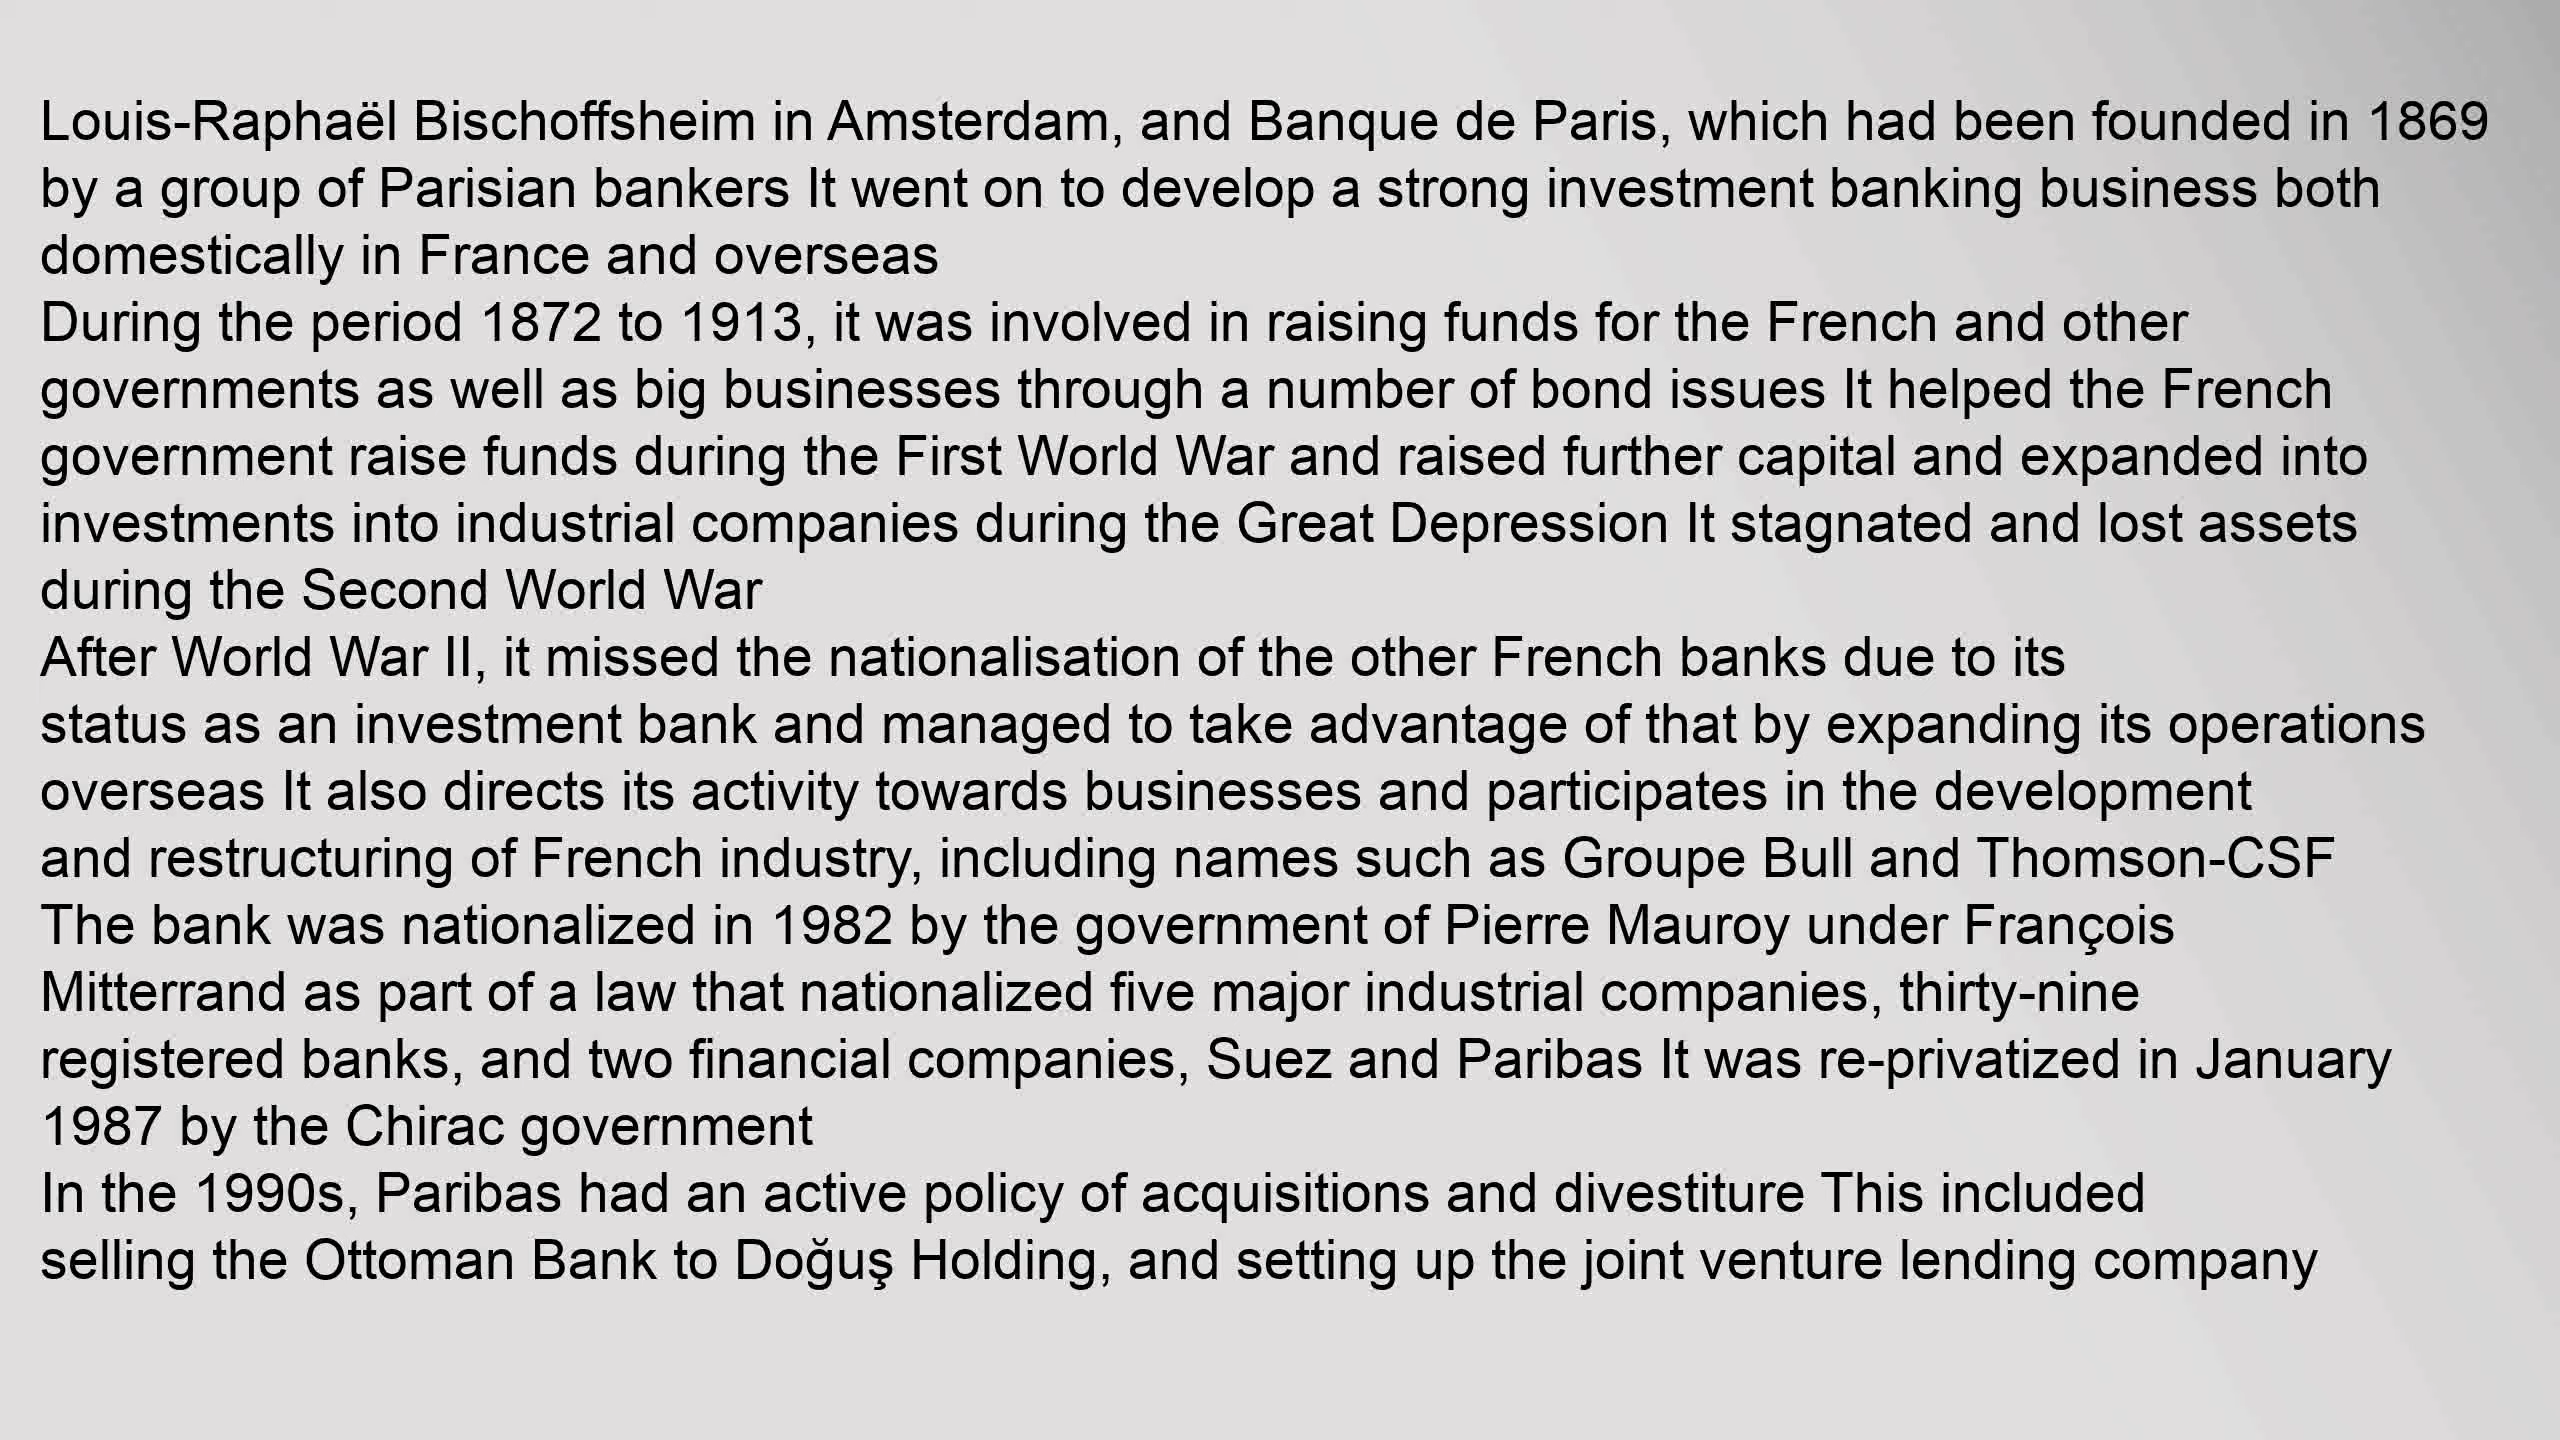 Louis-Raphaël Bischoffsheim in Amsterdam, and Banque de Paris, which had been founded in 1869
by a group of Parisian bankers It went on to develop a strong investment banking business both
domestically in France and overseas
During the period 1872 to 1913, it was involved in raising funds for the French and other
governments as well as big businesses through a number of bond issues It helped the French
government raise funds during the First World War and raised further capital and expanded into
investments into industrial companies during the Great Depression It stagnated and lost assets
during the Second World War
After World War II, it missed the nationalisation of the other French banks due to its
status as an investment bank and managed to take advantage of that by expanding its operations
overseas It also directs its activity towards businesses and participates in the development
and restructuring of French industry, including names such as Groupe Bull and Thomson-CSF
The bank was nationalized in 1982 by the government of Pierre Mauroy under François
Mitterrand as part of a law that nationalized five major industrial companies, thirty-nine
registered banks, and two financial companies, Suez and Paribas It was re-privatized in January
1987 by the Chirac government
In the 1990s, Paribas had an active policy of acquisitions and divestiture This included
selling the Ottoman Bank to Doğuş Holding, and setting up the joint venture lending company